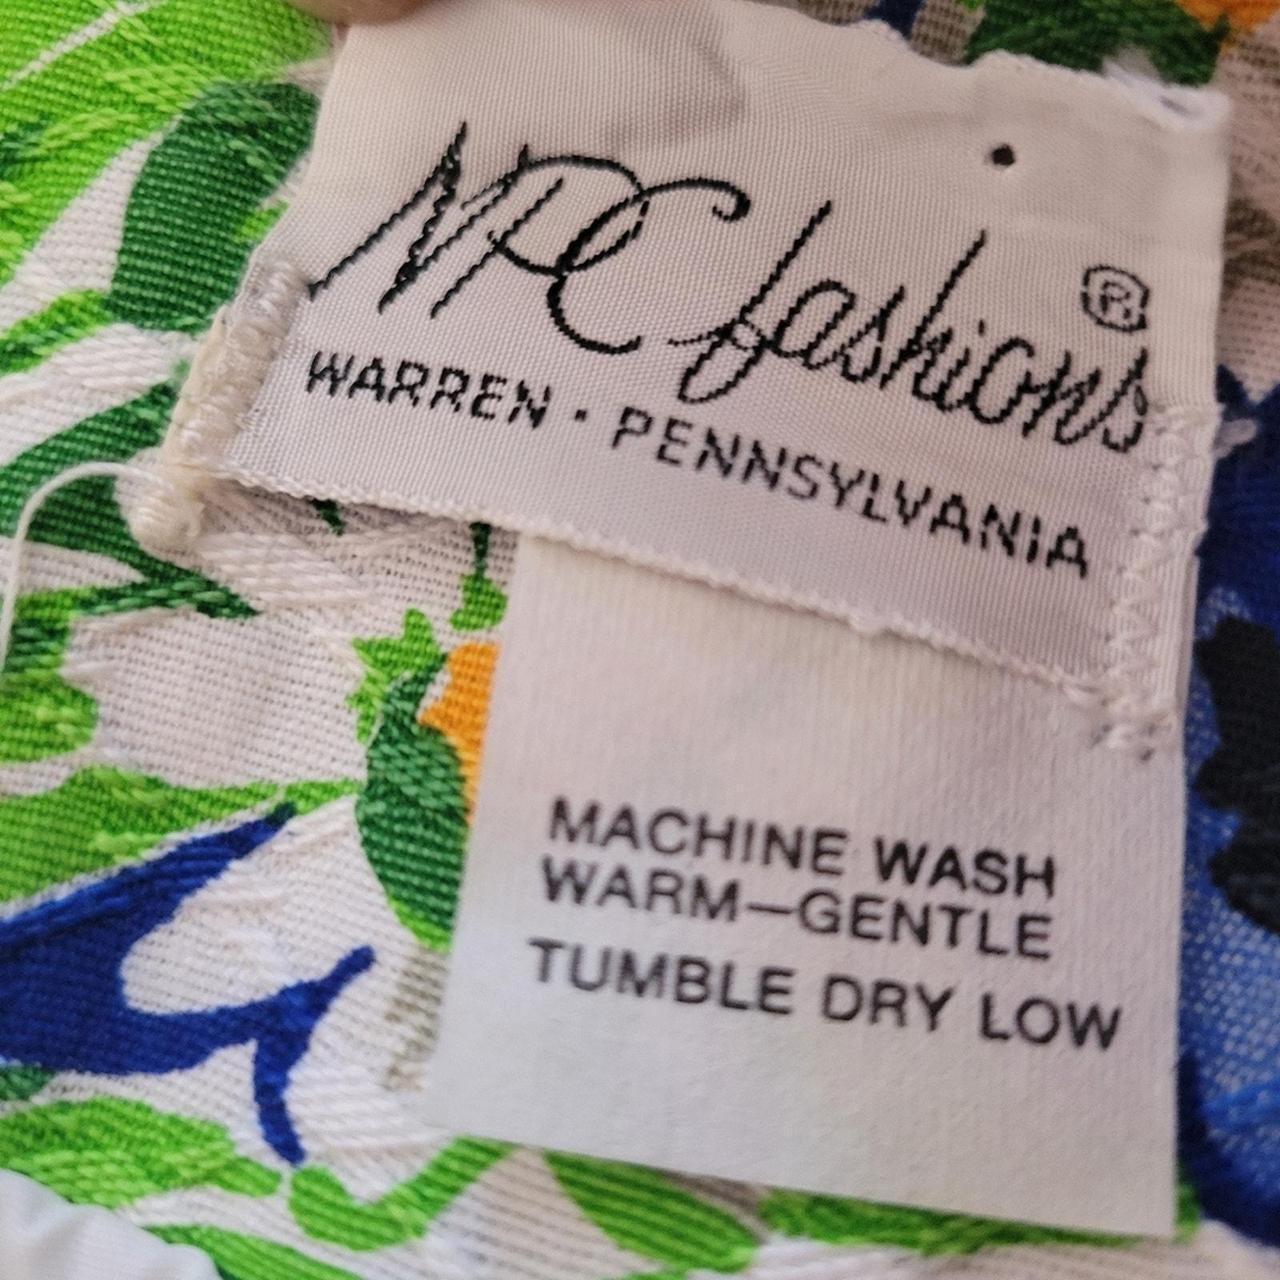 NPC fashions ®
WARREN · PENNSYLVANIA
MACHINE WASH
WARM—GENTLE
TUMBLE DRY LOW